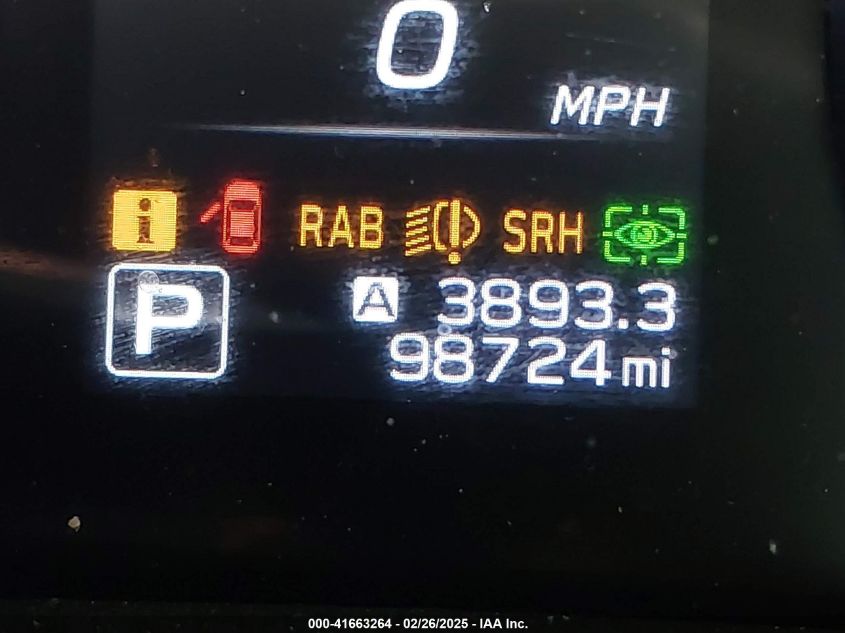 0
MPH
i RAB SRH
P A 3893.3
98724 mi
000-41663264 - 02/26/2025 - IAA Inc.